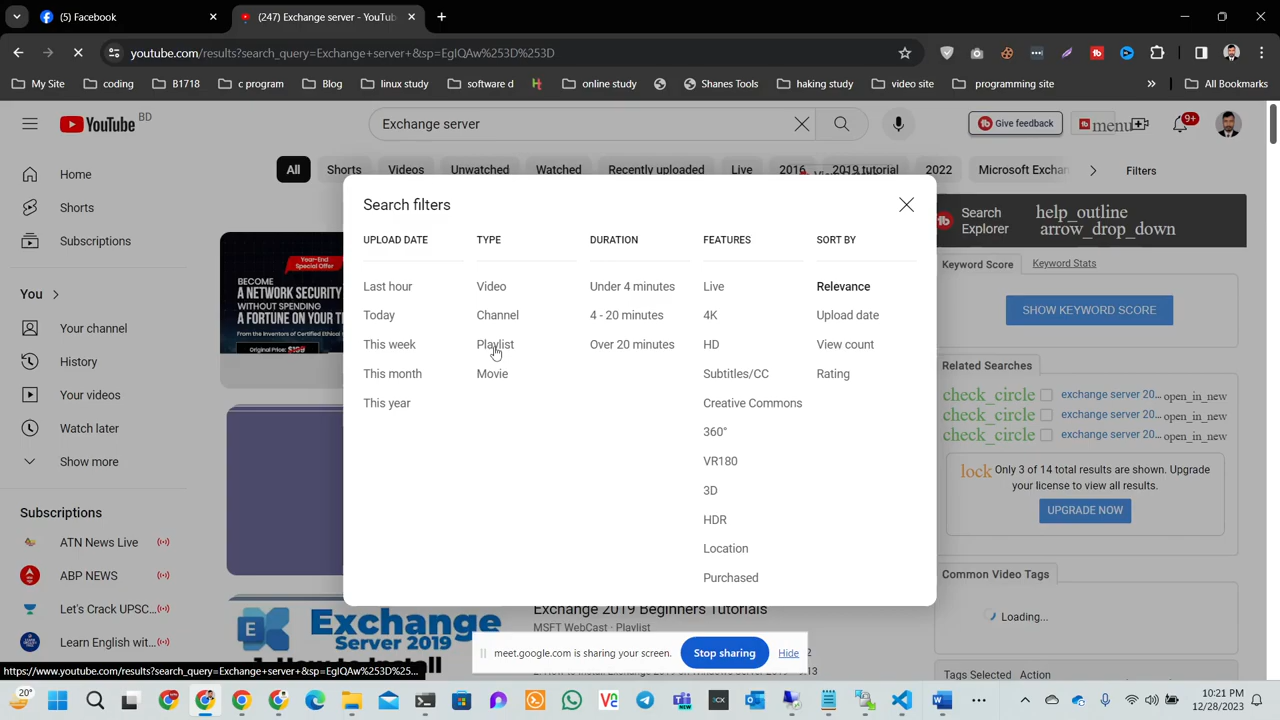 (5) Facebook
(247) Exchange server - YouTub
youtube.com/results?search_query=Exchange+server+&sp=EgIQAw%253D%253D
My Site
coding
B1718
c program
Blog
linux study
software d
online study
Shanes Tools
haking study
video site
programming site
All Bookmarks
YouTube BD
Exchange server
Give feedback
menu
9+
All
Shorts
Videos
Unwatched
Watched
Recently uploaded
Live
2016
2019 tutorial
2022
Microsoft Exchan
Filters
Home
Shorts
Subscriptions
You
Your channel
History
Your videos
Watch later
Show more
Subscriptions
ATN News Live
ABP NEWS
Let's Crack UPSC...
Learn English wit...
Year-End
Special Offer
BECOME
A NETWORK SECURITY
WITHOUT SPENDING
A FORTUNE ON YOUR T
From the Inventors of Certified Ethical
Original Price:
Exchange
Server 2019
Search filters
UPLOAD DATE
Last hour
Today
This week
This month
This year
TYPE
Video
Channel
Playlist
Movie
DURATION
Under 4 minutes
4 - 20 minutes
Over 20 minutes
FEATURES
Live
4K
HD
Subtitles/CC
Creative Commons
360°
VR180
3D
HDR
Location
Purchased
SORT BY
Relevance
Upload date
View count
Rating
Exchange 2019 Beginners Tutorials
MSFT WebCast · Playlist
Search
Explorer
help_outline
arrow_drop_down
Keyword Score
Keyword Stats
SHOW KEYWORD SCORE
Related Searches
check_circle exchange server 20... open_in_new
check_circle exchange server 20... open_in_new
check_circle exchange server 20... open_in_new
lock Only 3 of 14 total results are shown. Upgrade
your license to view all results.
UPGRADE NOW
Common Video Tags
Loading...
Tags Selected Action
meet.google.com is sharing your screen.
Stop sharing
Hide
https://www.youtube.com/results?search_query=Exchange+server+&sp=EgIQAw%253D%25...
20°
10:21 PM
12/28/2023